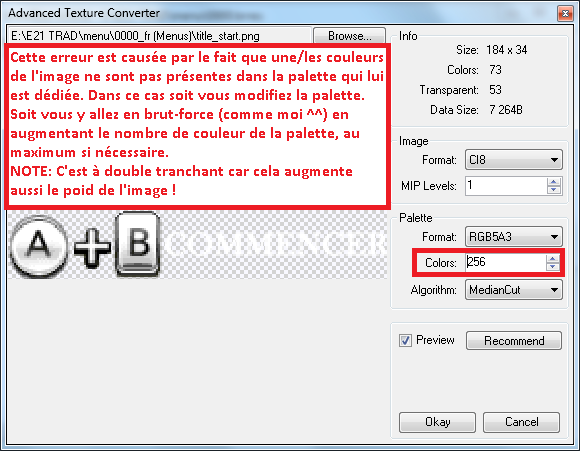 Advanced Texture Converter
E:\E21 TRAD\menu\0000_fr (Menus)\title_start.png
Browse...
Cette erreur est causée par le fait que une/les couleurs
de l'image ne sont pas présentes dans la palette qui lui
est dédiée. Dans ce cas soit vous modifiez la palette.
Soit vous y allez en brut-force (comme moi ^^) en
augmentant le nombre de couleur de la palette, au
maximum si nécessaire.
NOTE: C'est à double tranchant car cela augmente
aussi le poid de l'image !
A + B COMMENCER
Info
Size: 184 x 34
Colors: 73
Transparent: 53
Data Size: 7 264B
Image
Format: CI8
MIP Levels: 1
Palette
Format: RGB5A3
Colors: 256
Algorithm: MedianCut
Preview
Recommend
Okay
Cancel